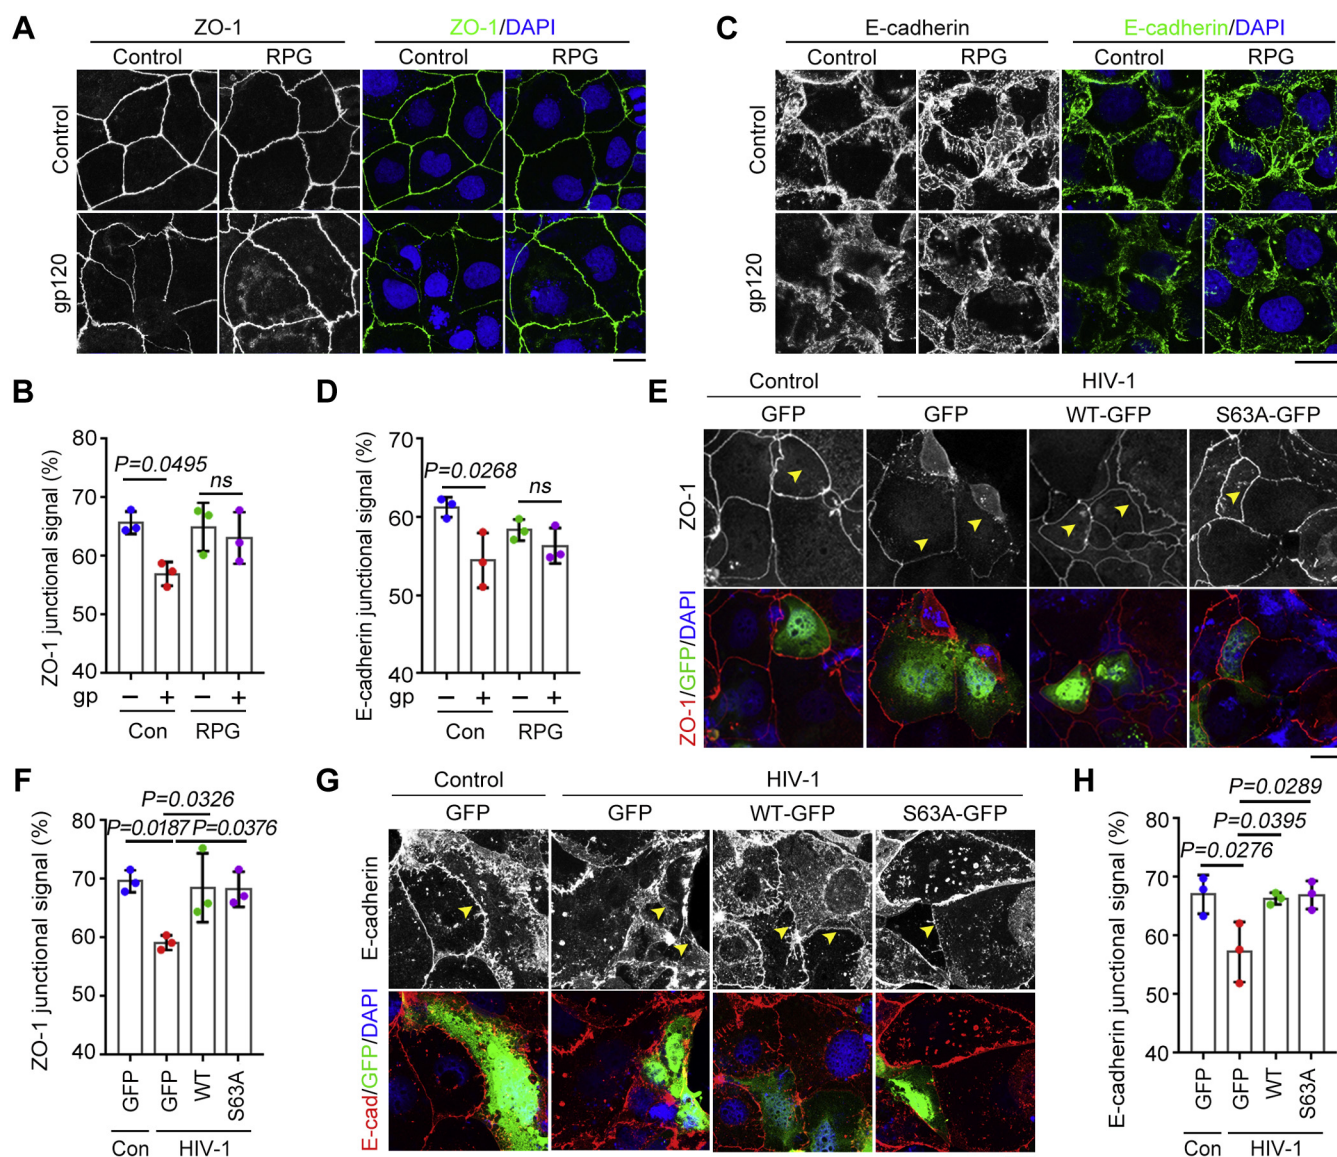 A
ZO-1
ZO-1/DAPI
Control
RPG
Control
RPG
Control
gp120
C
E-cadherin
E-cadherin/DAPI
Control
RPG
Control
RPG
Control
gp120
B
ZO-1 junctional signal (%)
80
70
60
50
40
P=0.0495
ns
gp
− + − +
Con
RPG
D
E-cadherin junctional signal (%)
70
60
50
40
P=0.0268
ns
gp
− + − +
Con
RPG
E
Control
HIV-1
GFP
GFP
WT-GFP
S63A-GFP
ZO-1
ZO-1/GFP/DAPI
F
ZO-1 junctional signal (%)
80
70
60
50
40
P=0.0326
P=0.0187
P=0.0376
GFP
GFP
WT
S63A
Con
HIV-1
G
Control
HIV-1
GFP
GFP
WT-GFP
S63A-GFP
E-cadherin
E-cad/GFP/DAPI
H
E-cadherin junctional signal (%)
80
70
60
50
40
P=0.0289
P=0.0395
P=0.0276
GFP
GFP
WT
S63A
Con
HIV-1